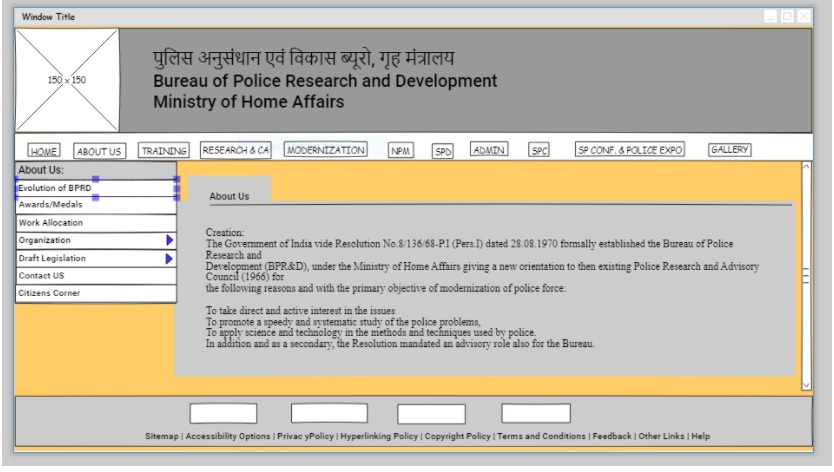 Window Title
150 x 150
पुलिस अनुसंधान एवं विकास ब्यूरो, गृह मंत्रालय
Bureau of Police Research and Development
Ministry of Home Affairs
HOME ABOUT US TRAINING RESEARCH & CA MODERNIZATION NPM SPD ADMIN SPC SP CONF. & POLICE EXPO GALLERY
About Us:
Evolution of BPRD
Awards/Medals
Work Allocation
Organization
Draft Legislation
Contact US
Citizens Corner
About Us
Creation:
The Government of India vide Resolution No.8/136/68-P.I (Pers.I) dated 28.08.1970 formally established the Bureau of Police
Research and
Development (BPR&D), under the Ministry of Home Affairs giving a new orientation to then existing Police Research and Advisory
Council (1966) for
the following reasons and with the primary objective of modernization of police force:
To take direct and active interest in the issues
To promote a speedy and systematic study of the police problems,
To apply science and technology in the methods and techniques used by police.
In addition and as a secondary, the Resolution mandated an advisory role also for the Bureau.
Sitemap | Accessibility Options | Privac yPolicy | Hyperlinking Policy | Copyright Policy | Terms and Conditions | Feedback | Other Links | Help